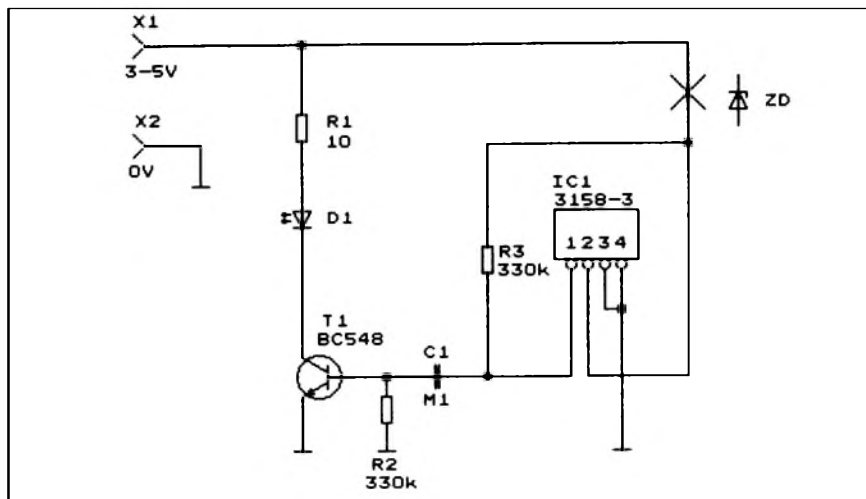 X1
3-5V
X2
0V
R1
10
D1
ZD
IC1
3158-3
1234
R3
330k
T1
BC548
C1
M1
R2
330k